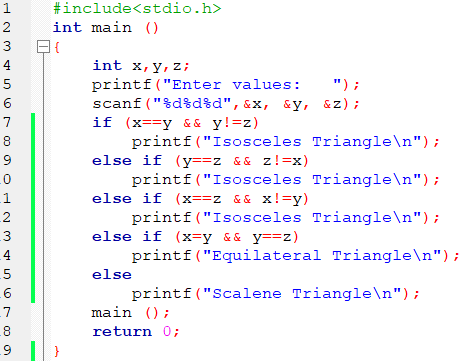 1 #include<stdio.h>
2 int main ()
3 {
4 int x,y,z;
5 printf("Enter values:   ");
6 scanf("%d%d%d",&x, &y, &z);
7 if (x==y && y!=z)
8 printf("Isosceles Triangle\n");
9 else if (y==z && z!=x)
.0 printf("Isosceles Triangle\n");
.1 else if (x==z && x!=y)
.2 printf("Isosceles Triangle\n");
.3 else if (x=y && y==z)
.4 printf("Equilateral Triangle\n");
.5 else
.6 printf("Scalene Triangle\n");
.7 main ();
.8 return 0;
.9 }